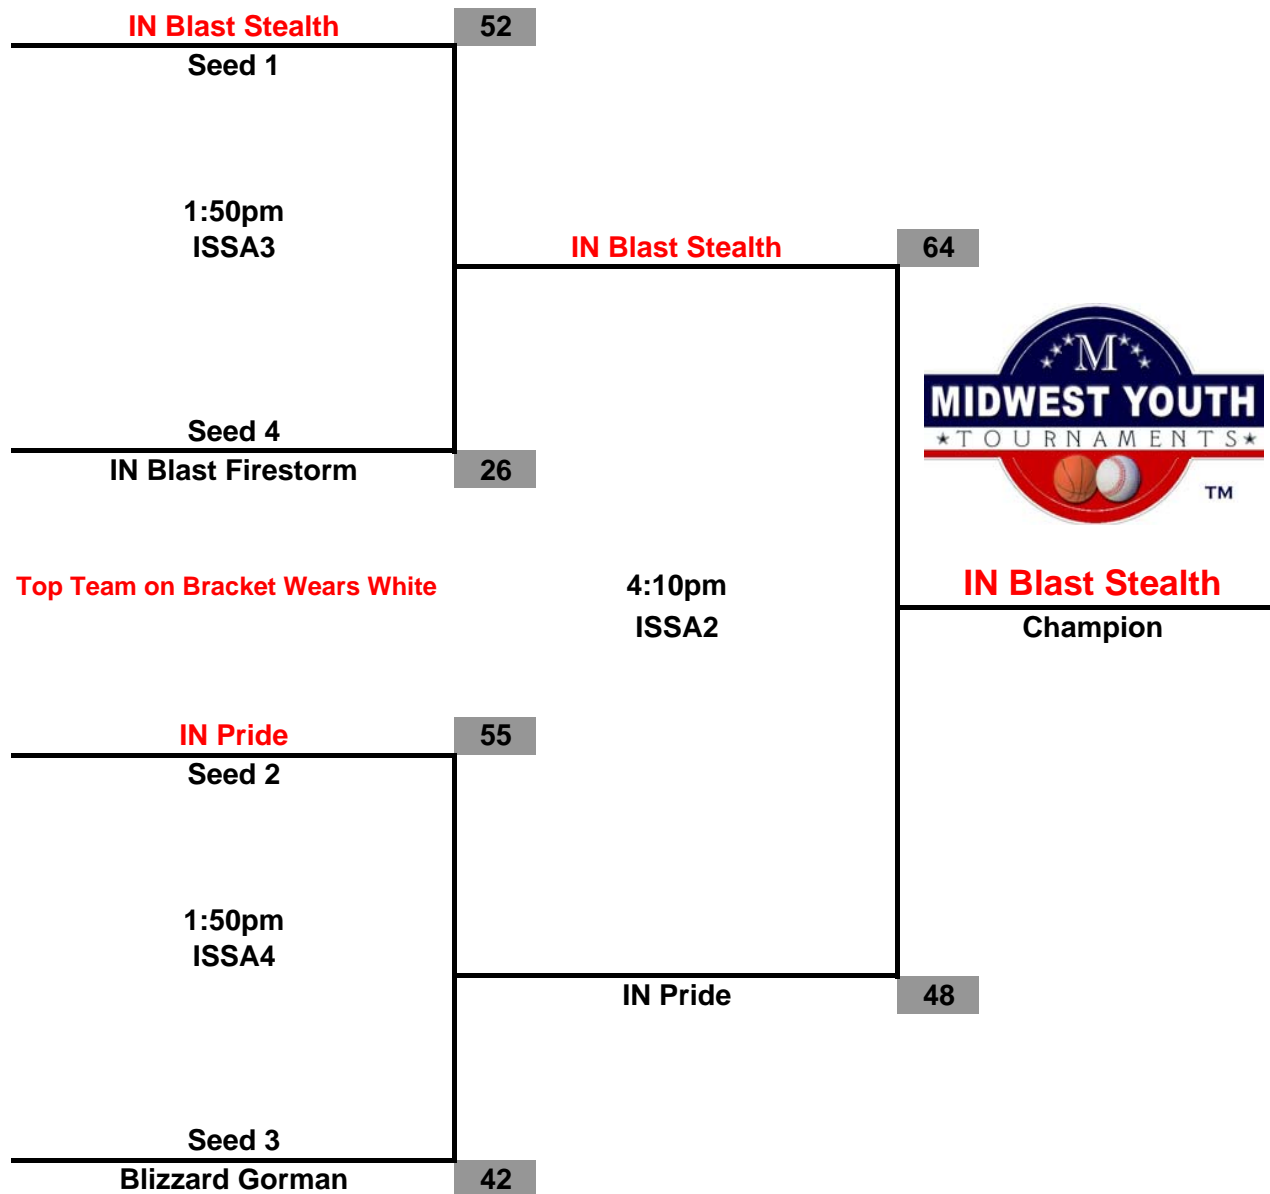 IN Blast Stealth 52
Seed 1
1:50pm
ISSA3
IN Blast Stealth 64
M
MIDWEST YOUTH
TOURNAMENTS
TM
Seed 4
IN Blast Firestorm 26
Top Team on Bracket Wears White
4:10pm
ISSA2
IN Blast Stealth
Champion
IN Pride 55
Seed 2
1:50pm
ISSA4
IN Pride 48
Seed 3
Blizzard Gorman 42